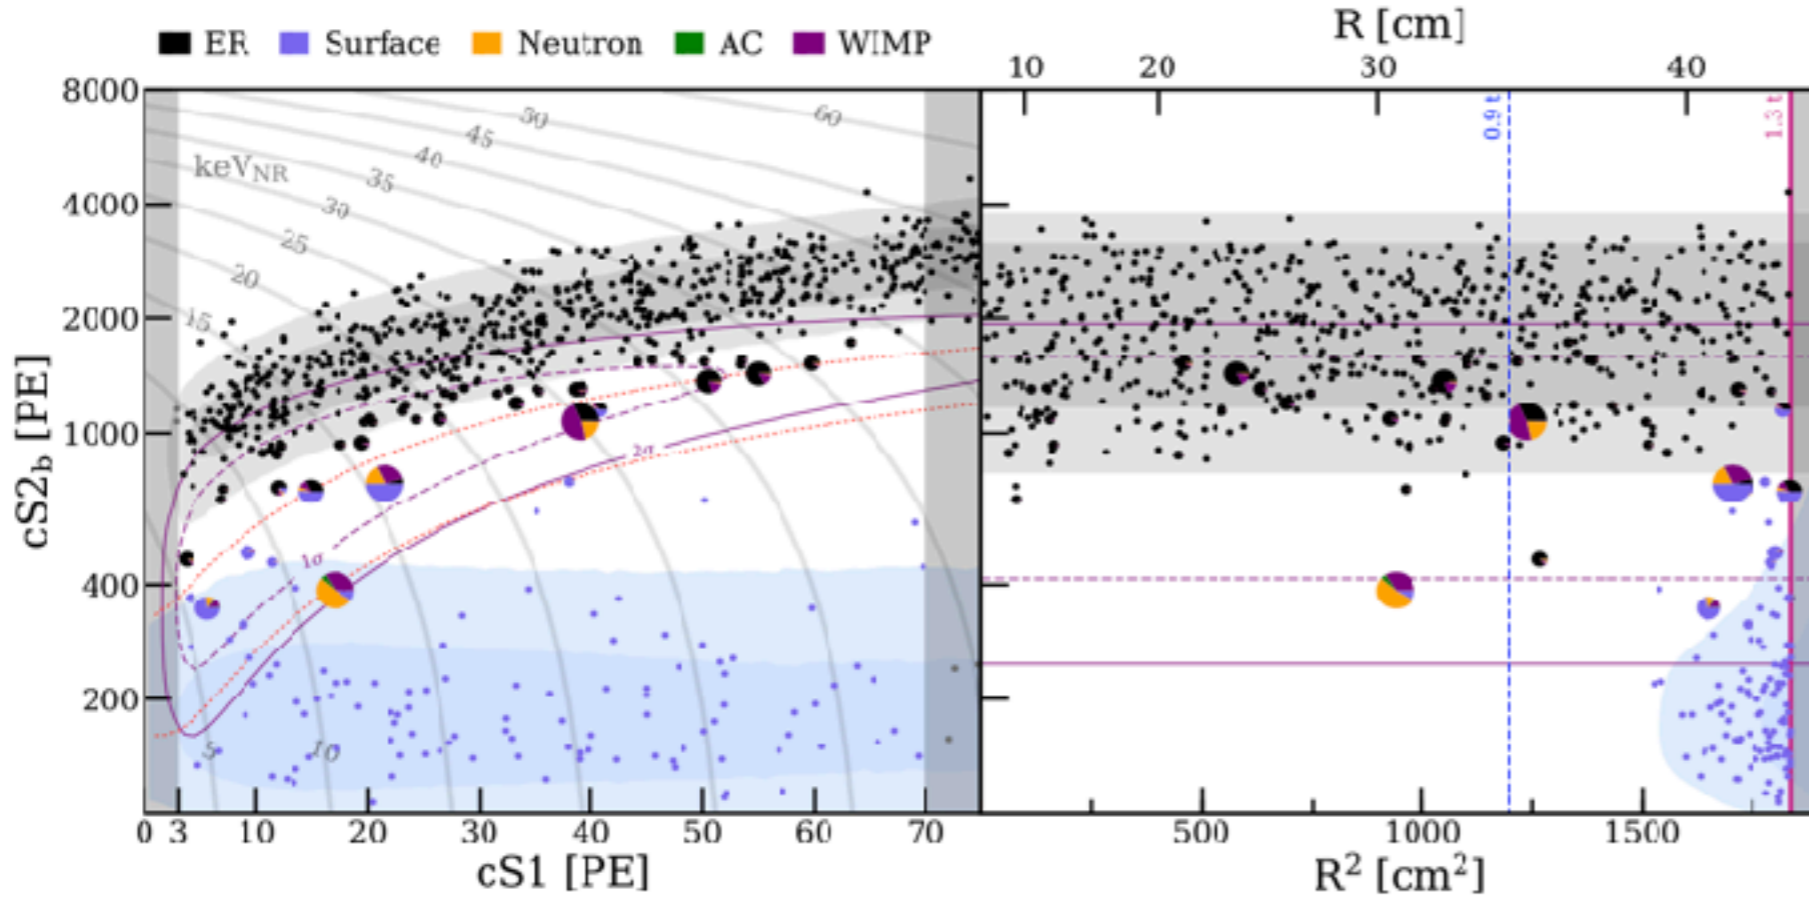 ER Surface Neutron AC WIMP
R [cm]
10 20 30 40
8000
4000
2000
1000
400
200
cS2b [PE]
keVNR
50
60
45
40
35
30
25
20
15
5
10
1σ
2σ
0.9 t
1.3 t
0 3 10 20 30 40 50 60 70
500 1000 1500
cS1 [PE]
R² [cm²]